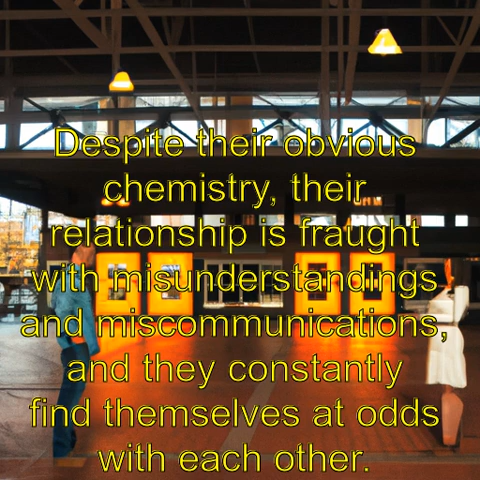 Despite their obvious
chemistry, their
relationship is fraught
with misunderstandings
and miscommunications,
and they constantly
find themselves at odds
with each other.